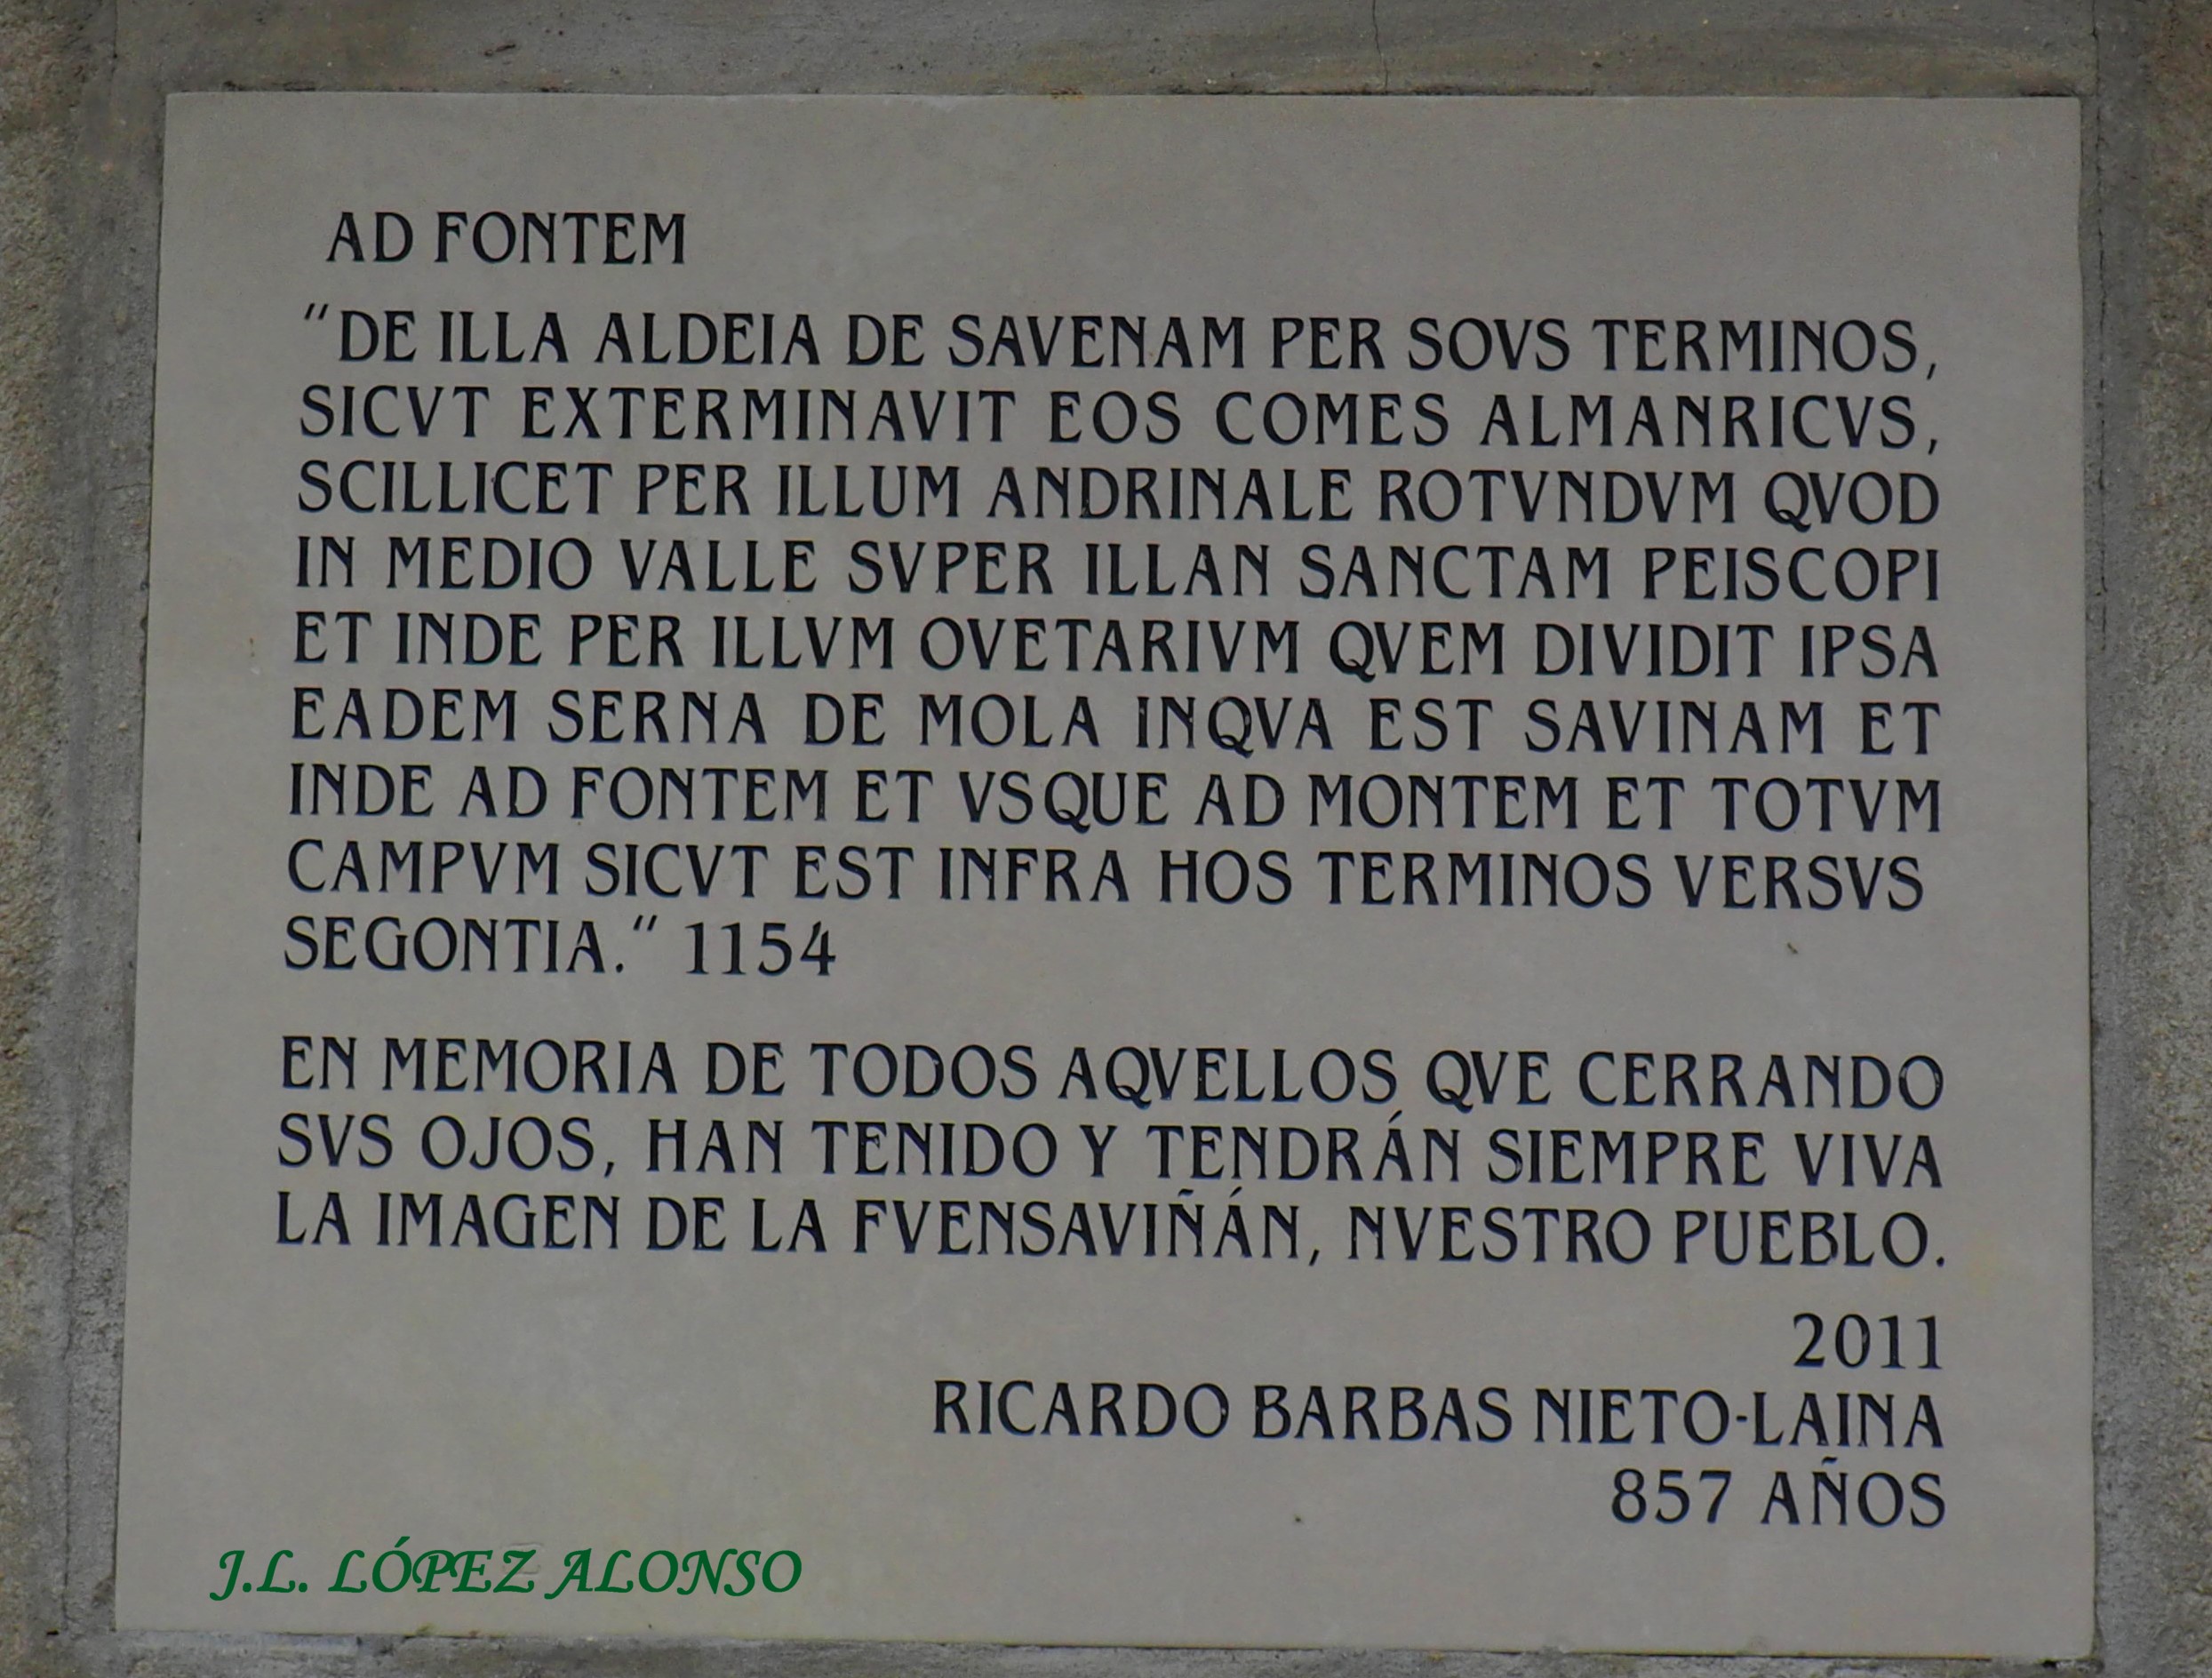 AD FONTEM
"DE ILLA ALDEIA DE SAVENAM PER SOVS TERMINOS,
SICVT EXTERMINAVIT EOS COMES ALMANRICVS,
SCILLICET PER ILLUM ANDRINALE ROTVNDVM QVOD
IN MEDIO VALLE SVPER ILLAN SANCTAM PEISCOPI
ET INDE PER ILLVM OVETARIVM QVEM DIVIDIT IPSA
EADEM SERNA DE MOLA INQVA EST SAVINAM ET
INDE AD FONTEM ET VSQUE AD MONTEM ET TOTVM
CAMPVM SICVT EST INFRA HOS TERMINOS VERSVS
SEGONTIA." 1154
EN MEMORIA DE TODOS AQVELLOS QVE CERRANDO
SVS OJOS, HAN TENIDO Y TENDRÁN SIEMPRE VIVA
LA IMAGEN DE LA FVENSAVIÑÁN, NVESTRO PUEBLO.
2011
RICARDO BARBAS NIETO-LAINA
857 AÑOS
J.L. LÓPEZ ALONSO